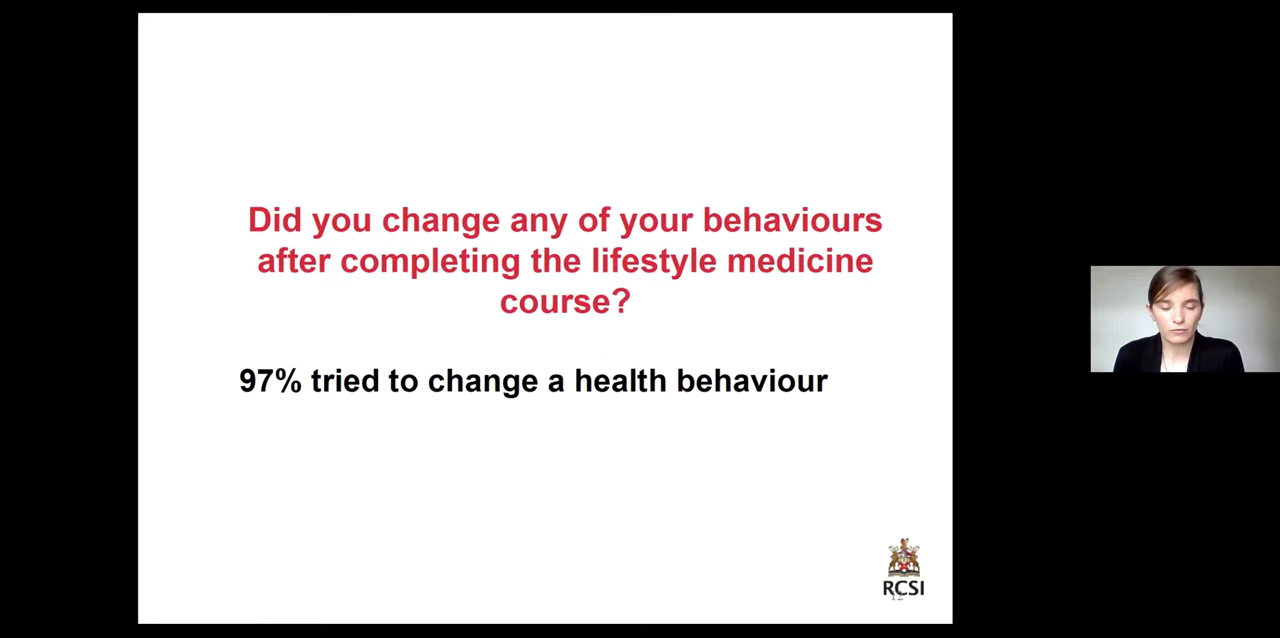 Did you change any of your behaviours
after completing the lifestyle medicine
course?
97% tried to change a health behaviour
RCSI
12